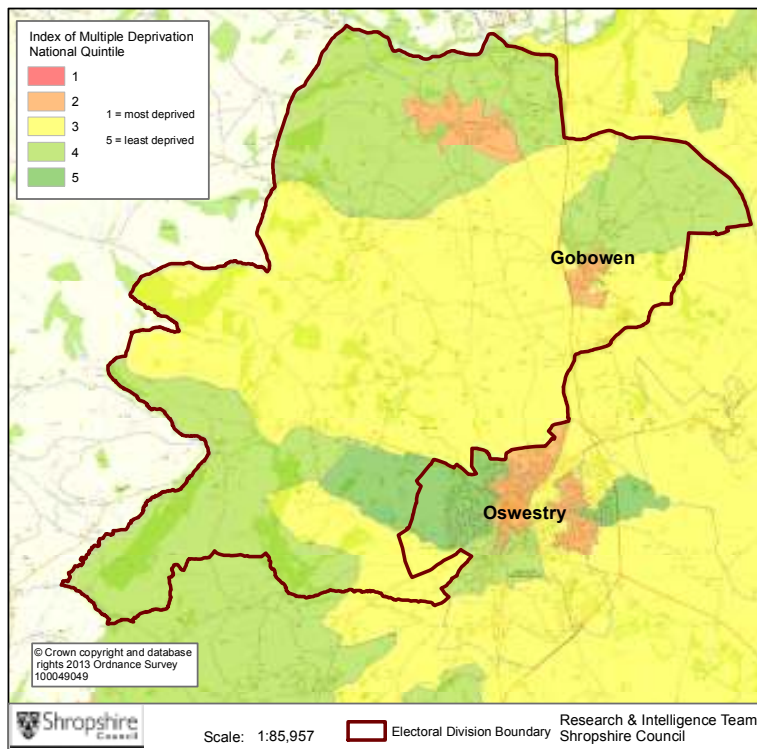 Index of Multiple Deprivation
National Quintile
1
2
3
4
5
1 = most deprived
5 = least deprived
Gobowen
Oswestry
© Crown copyright and database
rights 2013 Ordnance Survey
100049049
Shropshire
Council
Scale: 1:85,957
Electoral Division Boundary
Research & Intelligence Team
Shropshire Council